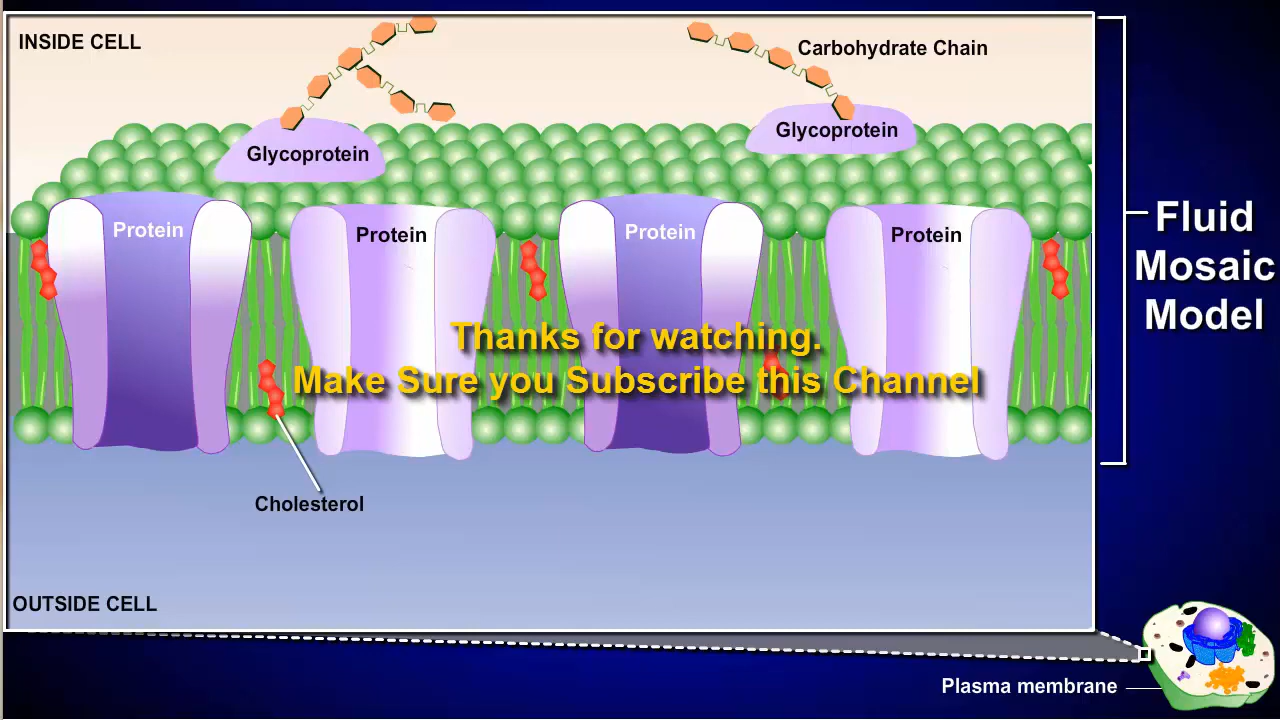 INSIDE CELL
Carbohydrate Chain
Glycoprotein
Glycoprotein
Protein
Protein
Protein
Protein
Fluid
Mosaic
Model
Thanks for watching.
Make Sure you Subscribe this Channel
Cholesterol
OUTSIDE CELL
Plasma membrane